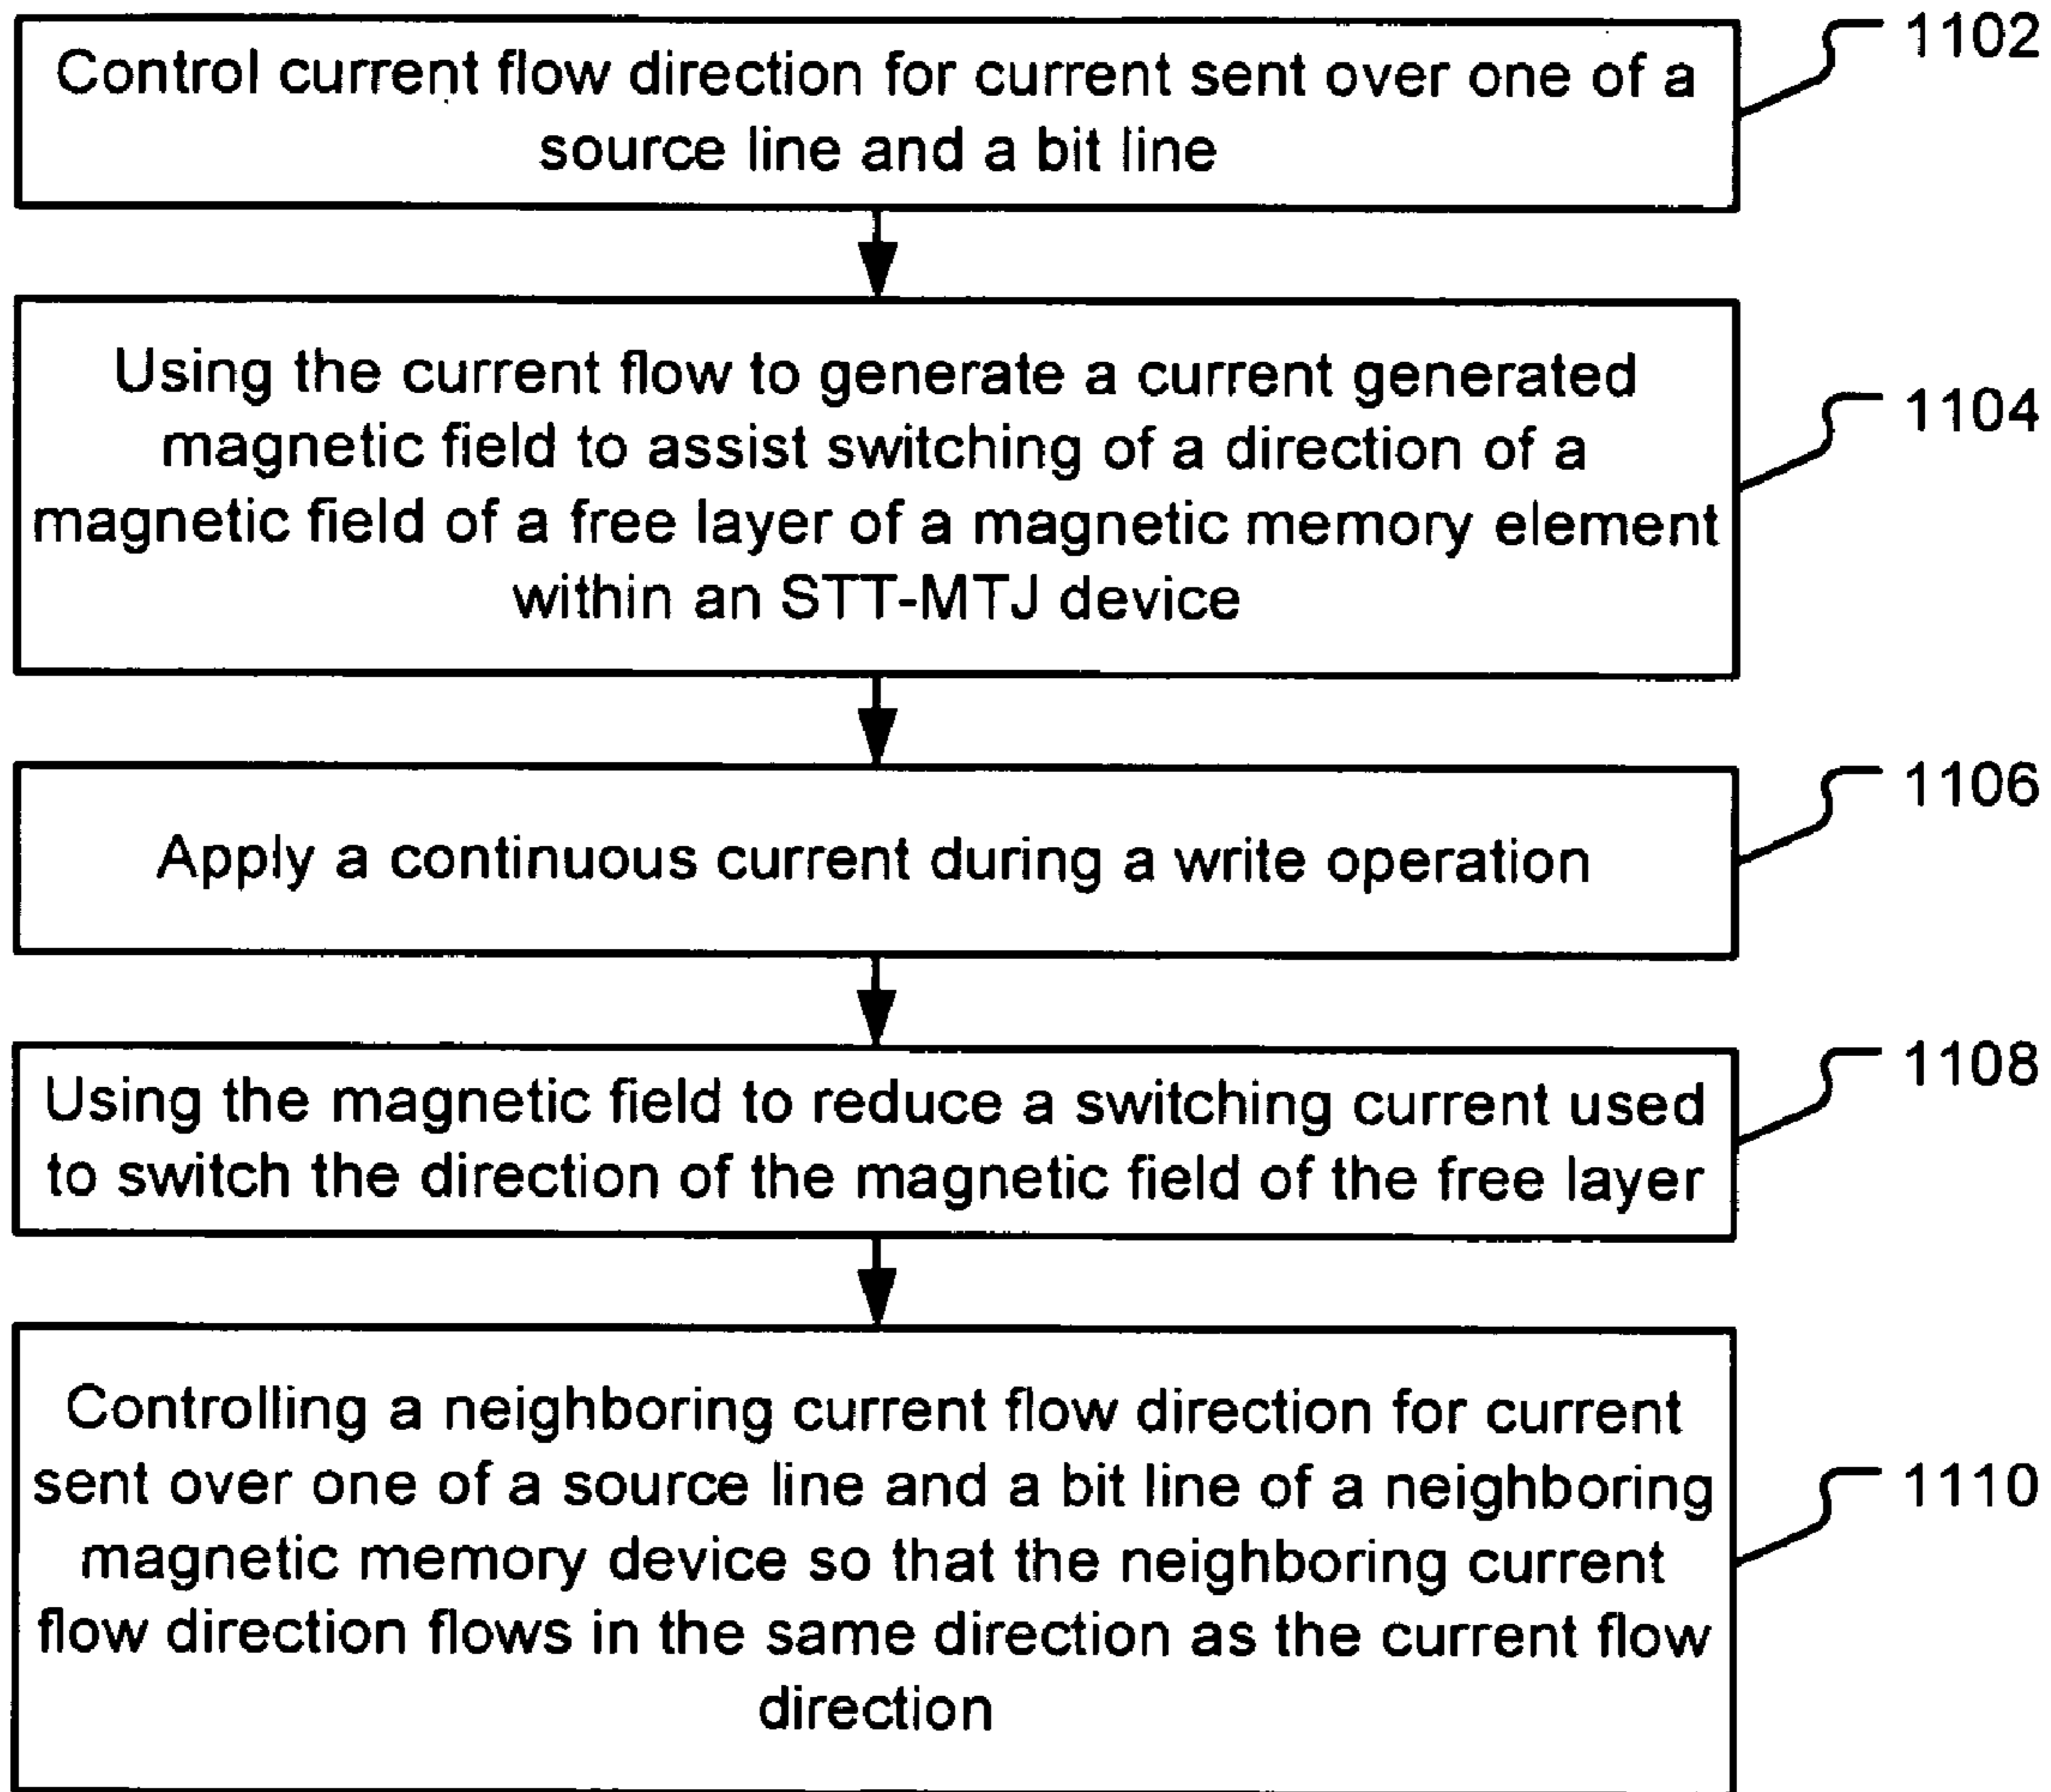 1102
Control current flow direction for current sent over one of a
source line and a bit line
Using the current flow to generate a current generated
magnetic field to assist switching of a direction of a
magnetic field of a free layer of a magnetic memory element
within an STT-MTJ device
1104
Apply a continuous current during a write operation
1106
Using the magnetic field to reduce a switching current used
to switch the direction of the magnetic field of the free layer
1108
Controlling a neighboring current flow direction for current
sent over one of a source line and a bit line of a neighboring
magnetic memory device so that the neighboring current
flow direction flows in the same direction as the current flow
direction
1110